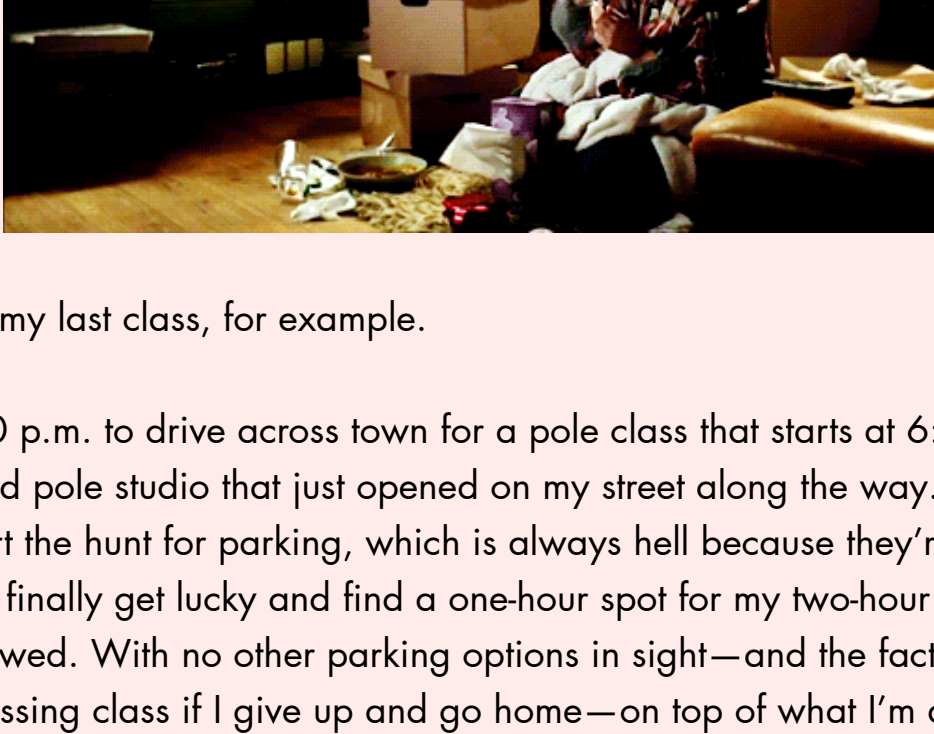 my last class, for example.
p.m. to drive across town for a pole class that starts at 6:
pole studio that just opened on my street along the way.
the hunt for parking, which is always hell because they’r
finally get lucky and find a one-hour spot for my two-hour
wed. With no other parking options in sight—and the fact
ssing class if I give up and go home—on top of what I’m